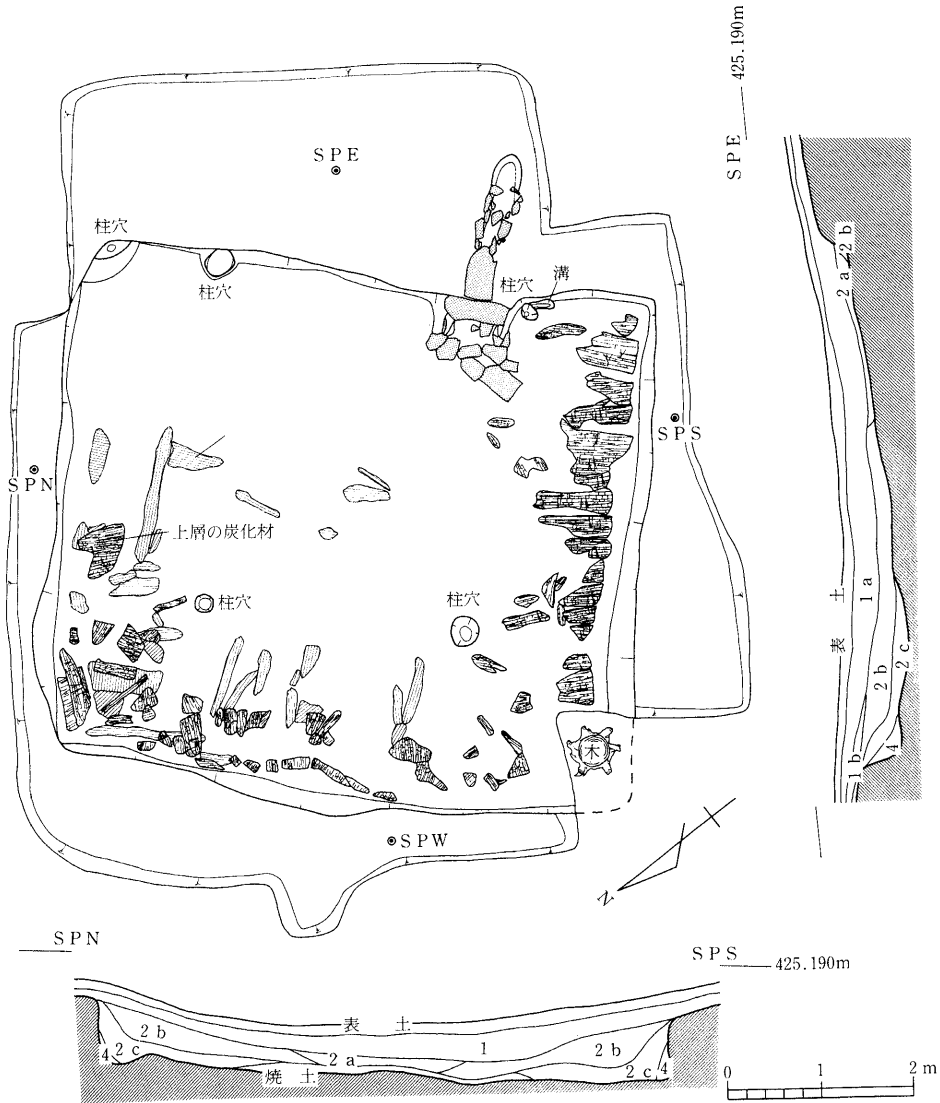 425.190m
SPE
SPE
柱穴
柱穴
柱穴
溝
2a
2b
SPS
SPN
上層の炭化材
柱穴
柱穴
表土
1a
2b
2c
1b
4
木
SPW
N
SPN
SPS
425.190m
表土
2b
1
2b
4
2c
2a
2c
4
焼土
0 1 2m